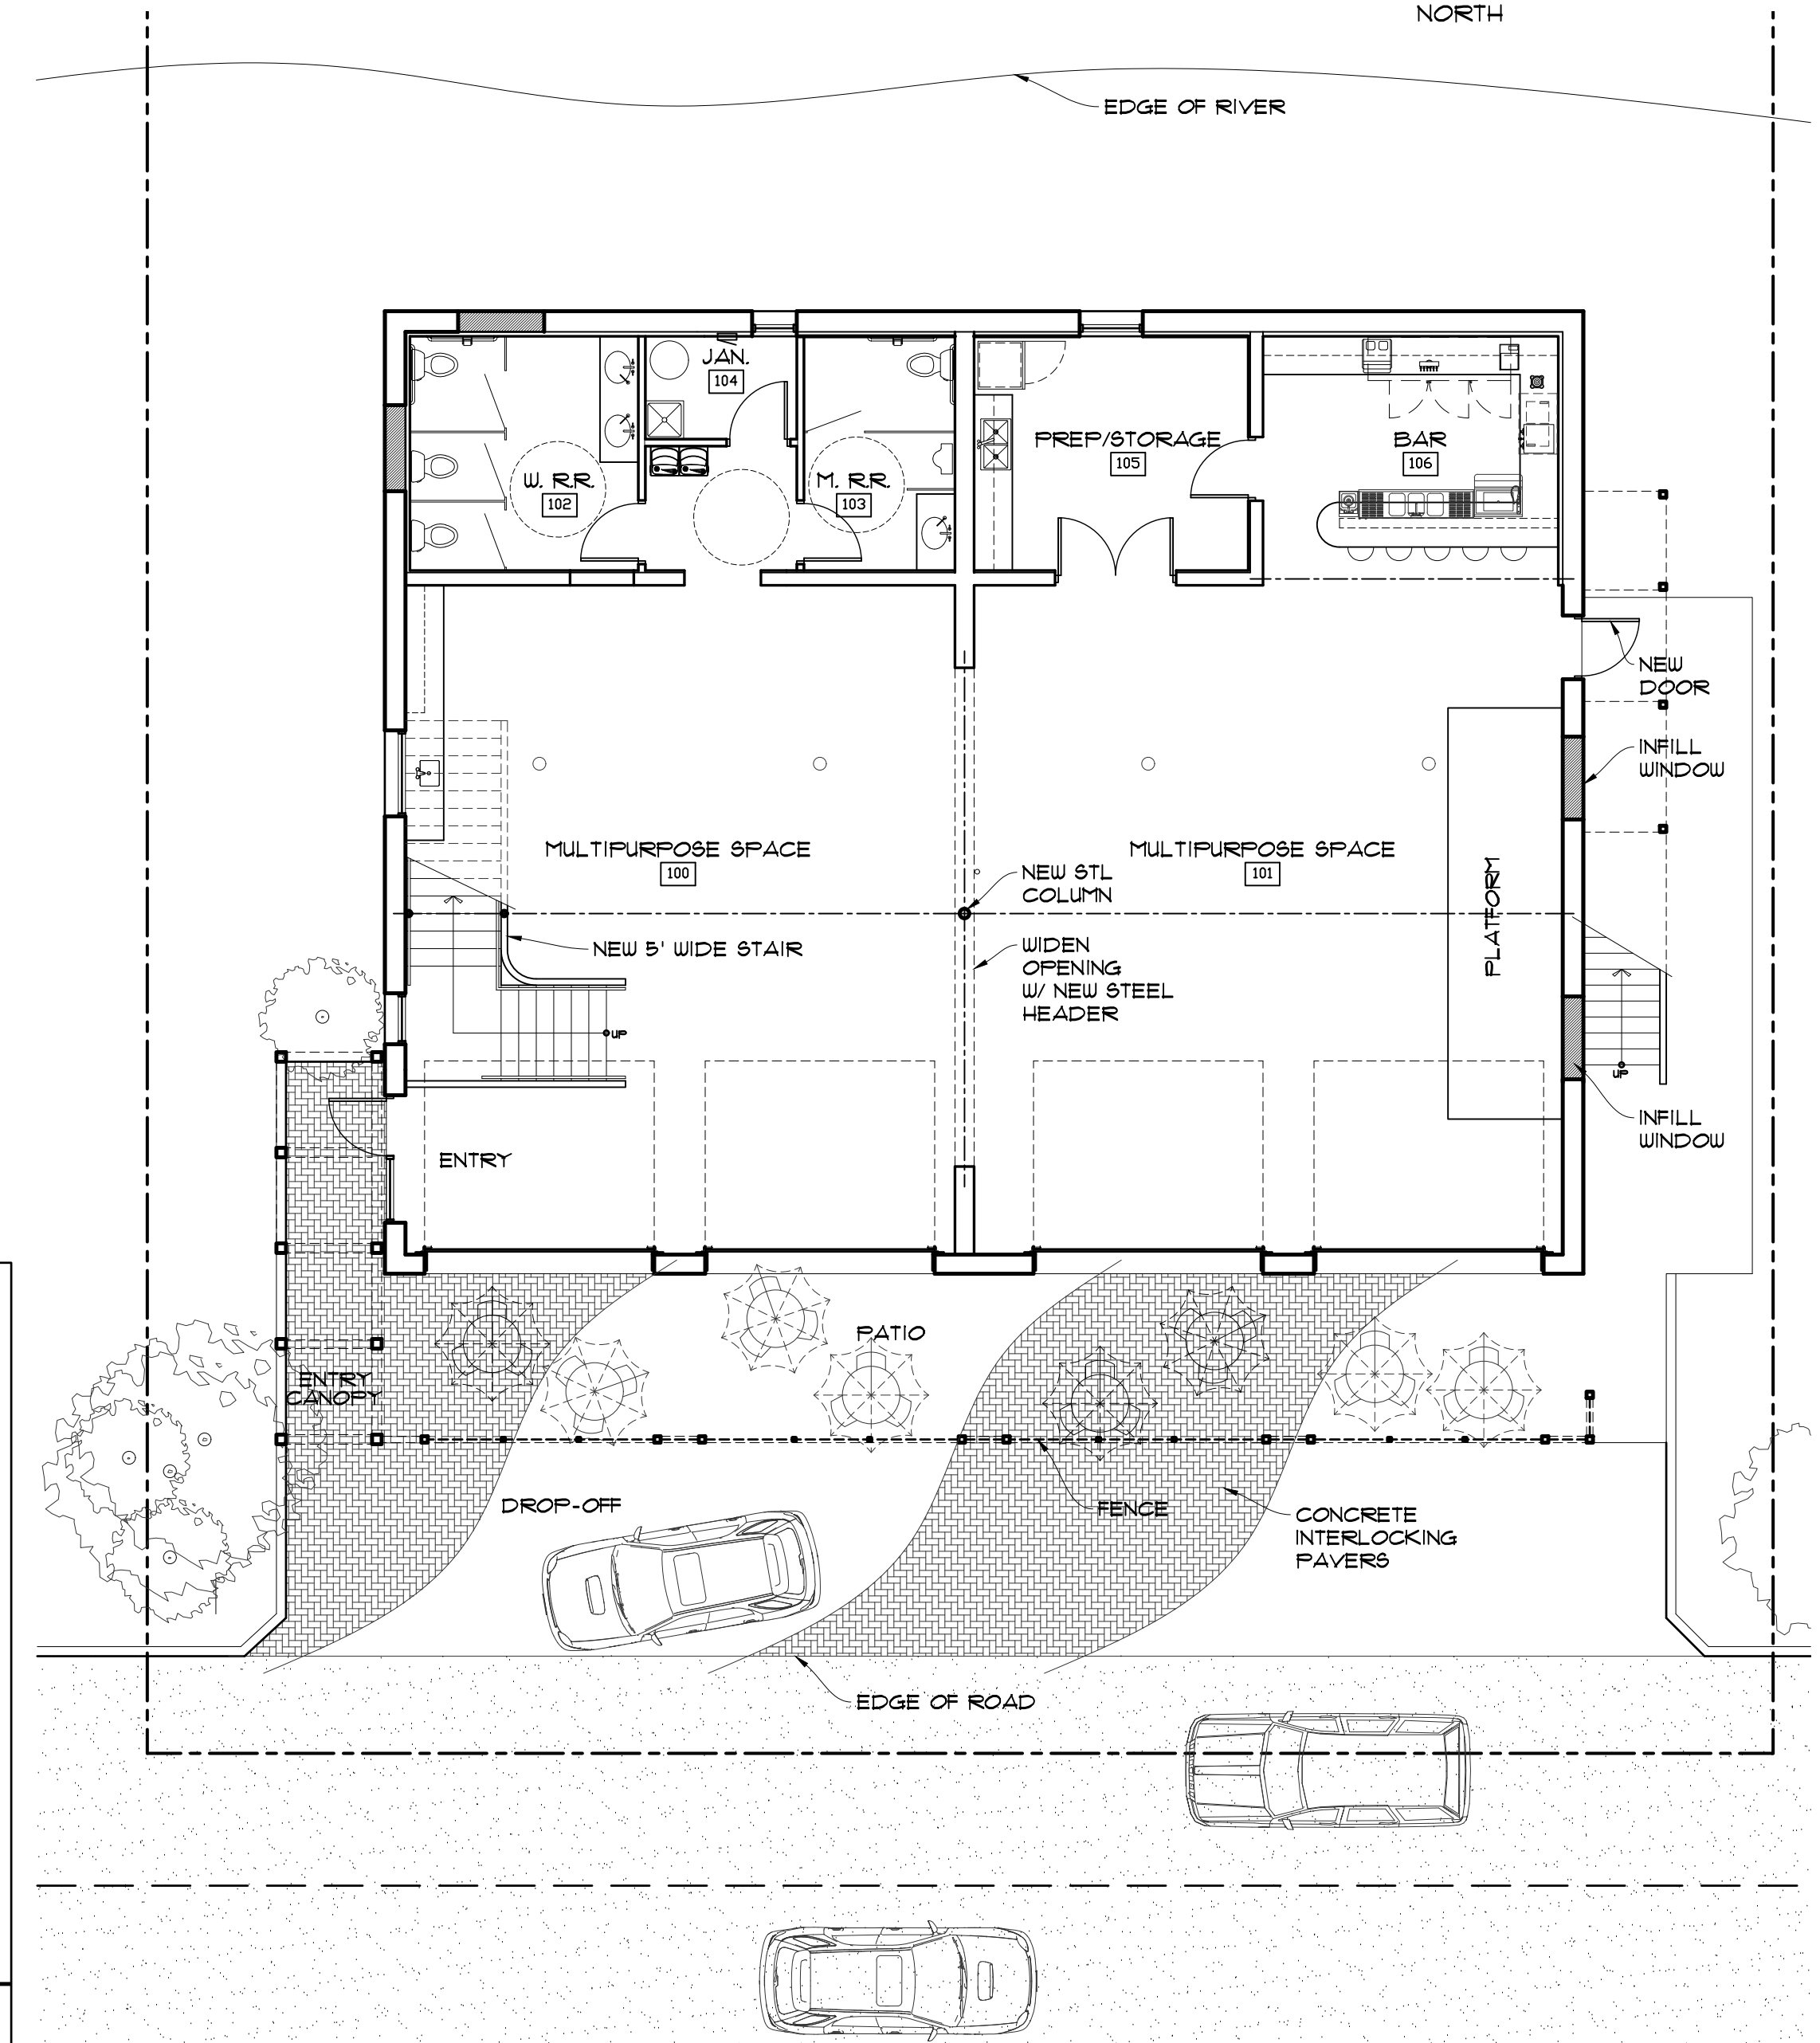 NORTH
EDGE OF RIVER
JAN.
104
W. R.R.
102
M. R.R.
103
PREP/STORAGE
105
BAR
106
NEW
DOOR
INFILL
WINDOW
MULTIPURPOSE SPACE
100
MULTIPURPOSE SPACE
101
NEW STL
COLUMN
PLATFORM
NEW 5' WIDE STAIR
WIDEN
OPENING
W/ NEW STEEL
HEADER
UP
UP
INFILL
WINDOW
ENTRY
PATIO
ENTRY
CANOPY
DROP-OFF
FENCE
CONCRETE
INTERLOCKING
PAVERS
EDGE OF ROAD